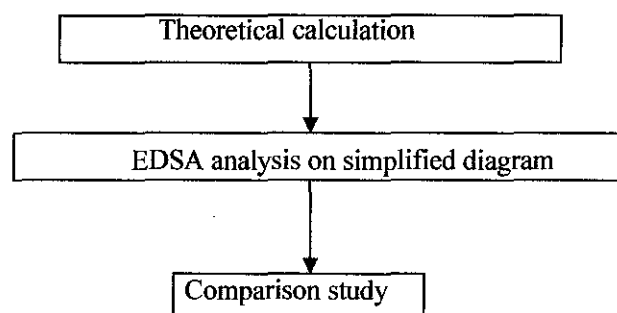 Theoretical calculation
EDSA analysis on simplified diagram
Comparison study